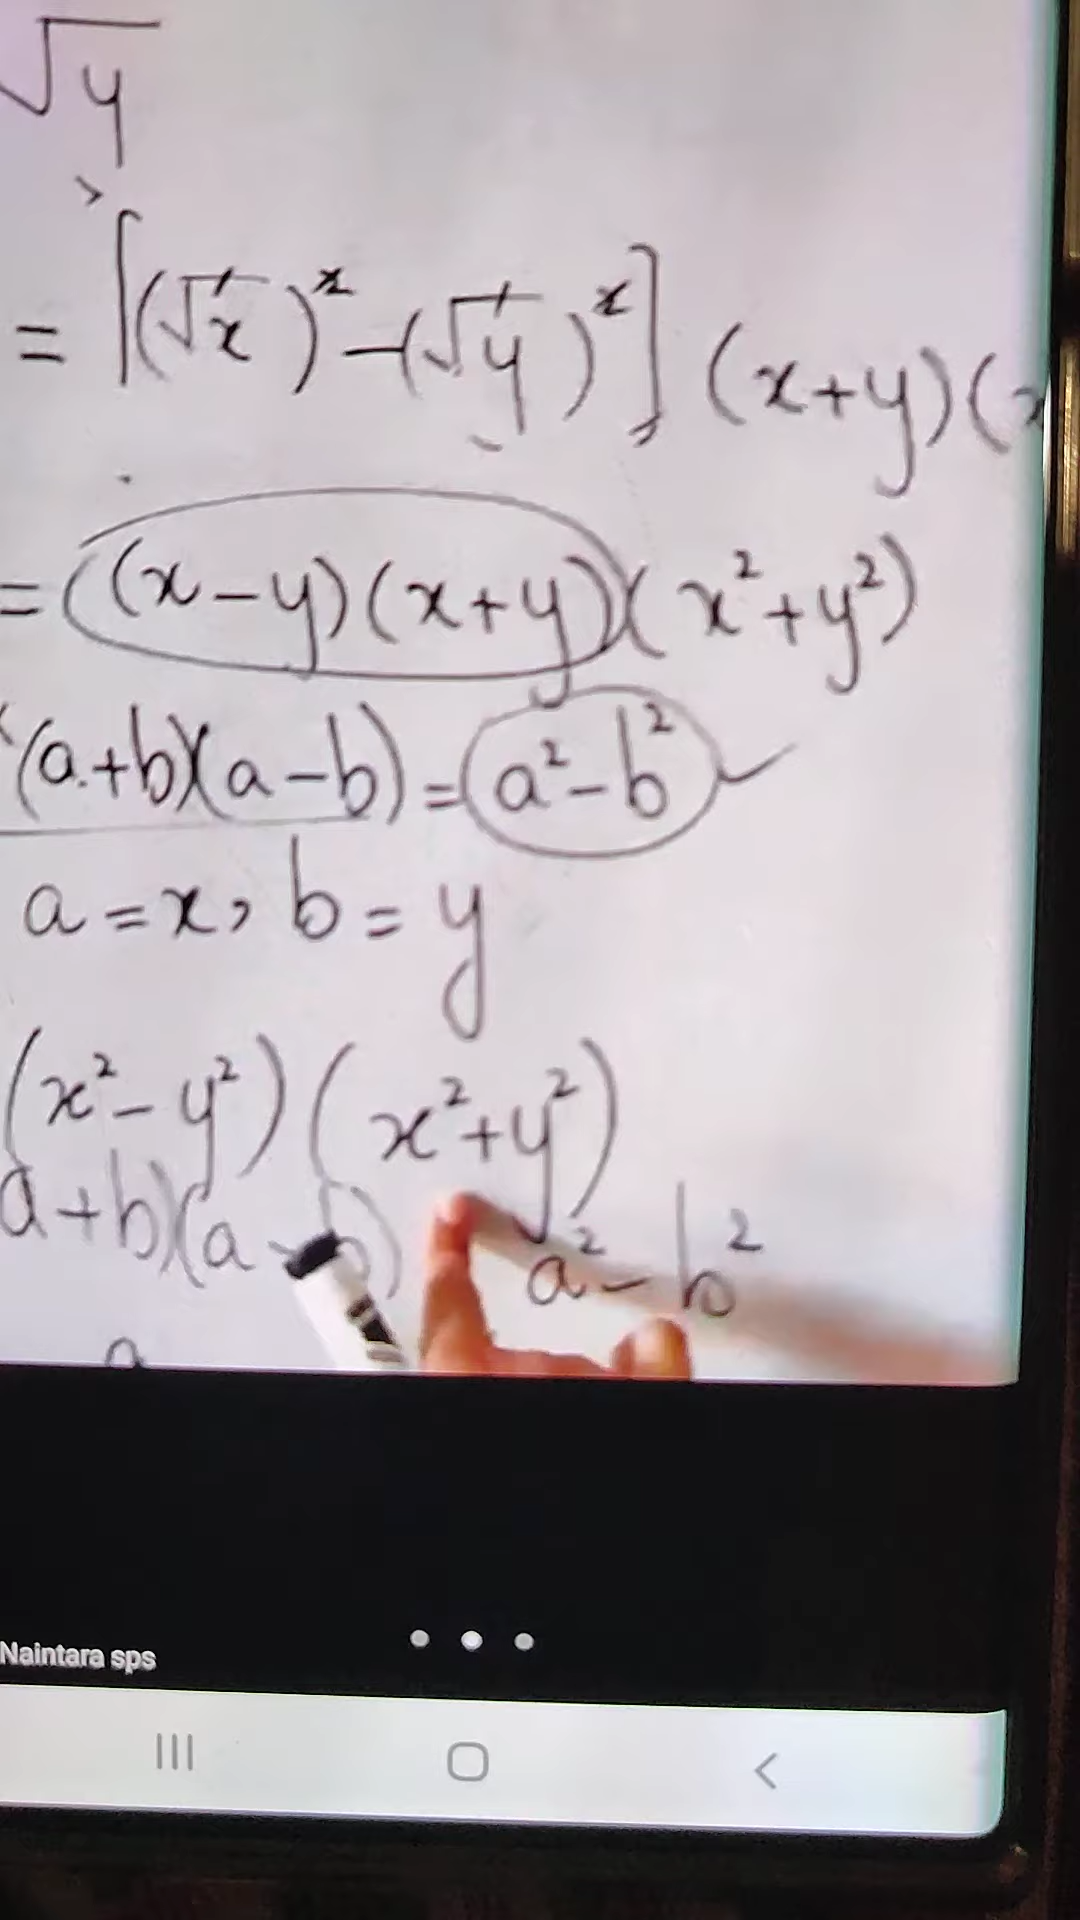 √y
= [(√x)² - (√y)²] (x+y)(
= (x-y)(x+y)(x²+y²)
(a+b)(a-b) = a²-b²
a = x, b = y
(x²-y²)(x²+y²)
a+b)(a-b) a²-b²
a
Naintara sps